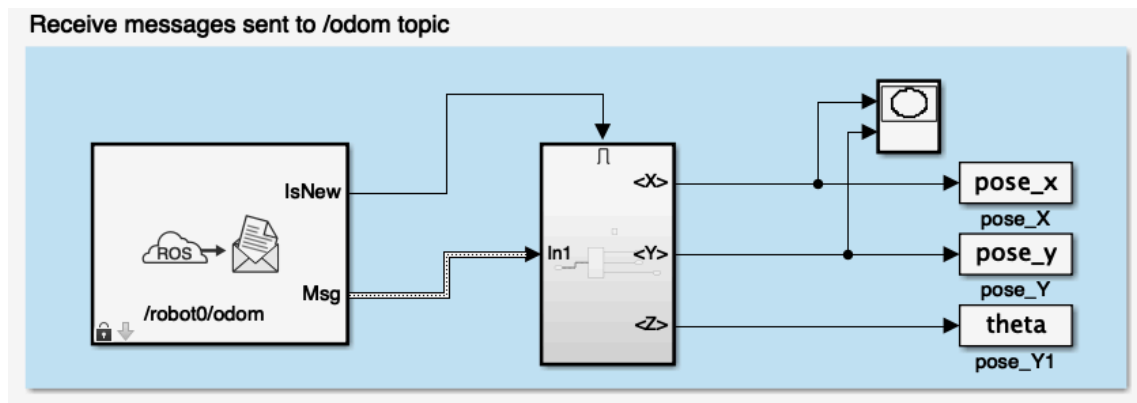 Receive messages sent to /odom topic
IsNew
ROS
Msg
/robot0/odom
<X>
In1
<Y>
<Z>
pose_x
pose_X
pose_y
pose_Y
theta
pose_Y1